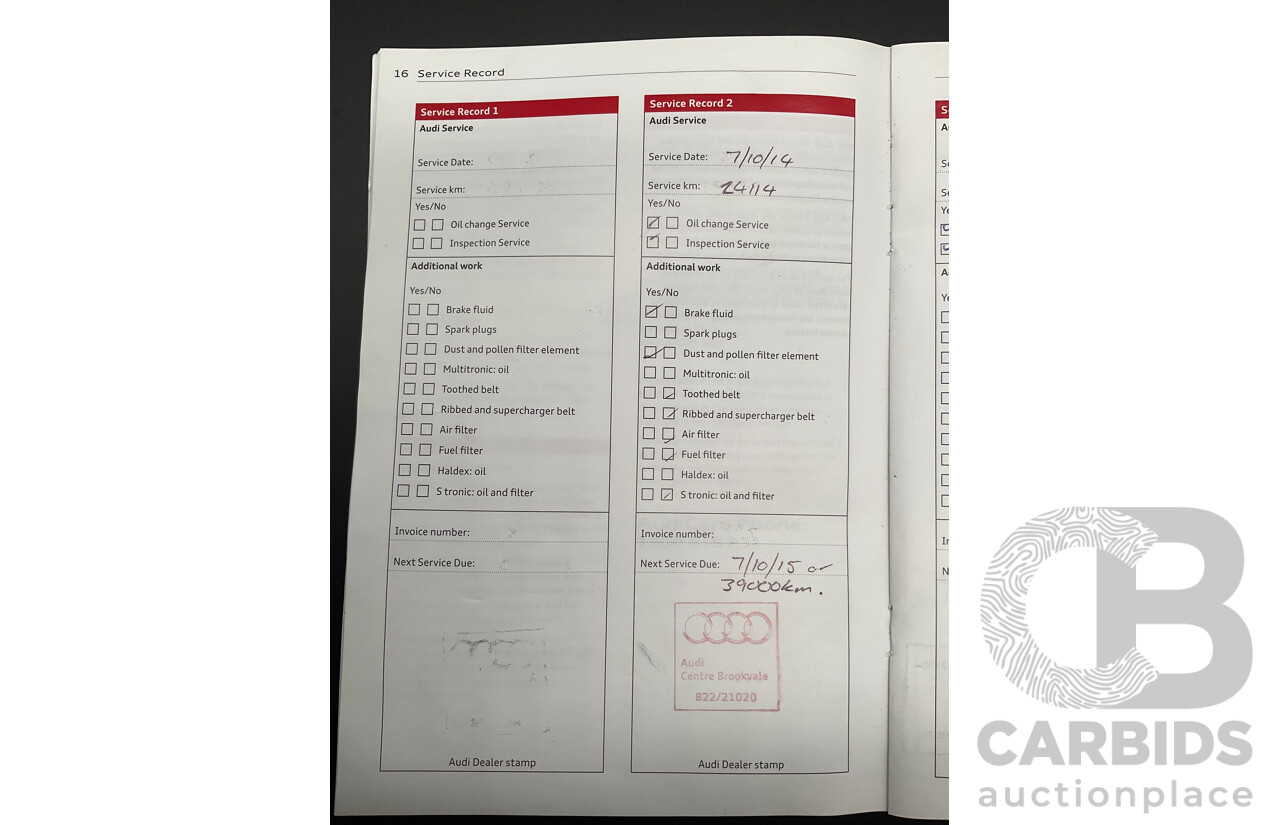 16 Service Record
Service Record 1
Audi Service
Service Date:
Service km:
Yes/No
Oil change Service
Inspection Service
Additional work
Yes/No
Brake fluid
Spark plugs
Dust and pollen filter element
Multitronic: oil
Toothed belt
Ribbed and supercharger belt
Air filter
Fuel filter
Haldex: oil
S tronic: oil and filter
Invoice number:
Next Service Due:
Audi Dealer stamp
Service Record 2
Audi Service
Service Date: 7/10/14
Service km: 24114
Yes/No
Oil change Service
Inspection Service
Additional work
Yes/No
Brake fluid
Spark plugs
Dust and pollen filter element
Multitronic: oil
Toothed belt
Ribbed and supercharger belt
Air filter
Fuel filter
Haldex: oil
S tronic: oil and filter
Invoice number:
Next Service Due: 7/10/15 or
39000km.
Audi
Centre Brookvale
822/21020
Audi Dealer stamp
CB
CARBIDS
auctionplace